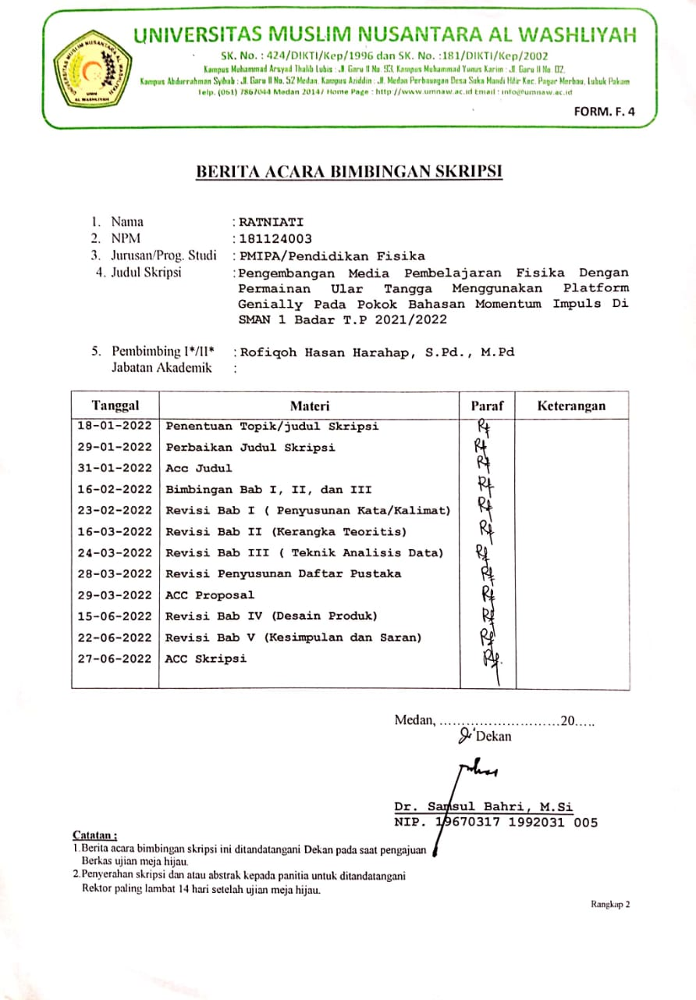 UNIVERSITAS MUSLIM NUSANTARA AL WASHLIYAH
SK. No. : 424/DIKTI/Kep/1996 dan SK. No. :181/DIKTI/Kep/2002
Kampus Muhammad Arsyad Thalib Lubis : Jl. Garu II No. 93, Kampus Muhammad Yunus Karim : Jl. Garu II No. 02,
Kampus Abdurrahman Syihab : Jl. Garu II No. 52 Medan, Kampus Aziddin : Jl. Medan Perbaungan Desa Suka Mandi Hilir Kec. Pagar Merbau, Lubuk Pakam
Telp. (061) 7867044 Medan 20147 Home Page : http://www.umnaw.ac.id Email : info@umnaw.ac.id
UNIVERSITAS MUSLIM NUSANTARA AL WASHLIYAH
UMN
AL WASHLIYAH
FORM. F. 4
BERITA ACARA BIMBINGAN SKRIPSI
1. Nama : RATNIATI
2. NPM : 181124003
3. Jurusan/Prog. Studi : PMIPA/Pendidikan Fisika
4. Judul Skripsi :Pengembangan Media Pembelajaran Fisika Dengan
Permainan Ular Tangga Menggunakan Platform
Genially Pada Pokok Bahasan Momentum Impuls Di
SMAN 1 Badar T.P 2021/2022
5. Pembimbing I*/II* : Rofiqoh Hasan Harahap, S.Pd., M.Pd
Jabatan Akademik :
Tanggal Materi Paraf Keterangan
18-01-2022 Penentuan Topik/judul Skripsi
29-01-2022 Perbaikan Judul Skripsi
31-01-2022 Acc Judul
16-02-2022 Bimbingan Bab I, II, dan III
23-02-2022 Revisi Bab I ( Penyusunan Kata/Kalimat)
16-03-2022 Revisi Bab II (Kerangka Teoritis)
24-03-2022 Revisi Bab III ( Teknik Analisis Data)
28-03-2022 Revisi Penyusunan Daftar Pustaka
29-03-2022 ACC Proposal
15-06-2022 Revisi Bab IV (Desain Produk)
22-06-2022 Revisi Bab V (Kesimpulan dan Saran)
27-06-2022 ACC Skripsi
Medan, ...........................20.....
Dekan
Dr. Samsul Bahri, M.Si
NIP. 19670317 1992031 005
Catatan :
1.Berita acara bimbingan skripsi ini ditandatangani Dekan pada saat pengajuan
Berkas ujian meja hijau.
2.Penyerahan skripsi dan atau abstrak kepada panitia untuk ditandatangani
Rektor paling lambat 14 hari setelah ujian meja hijau.
Rangkap 2